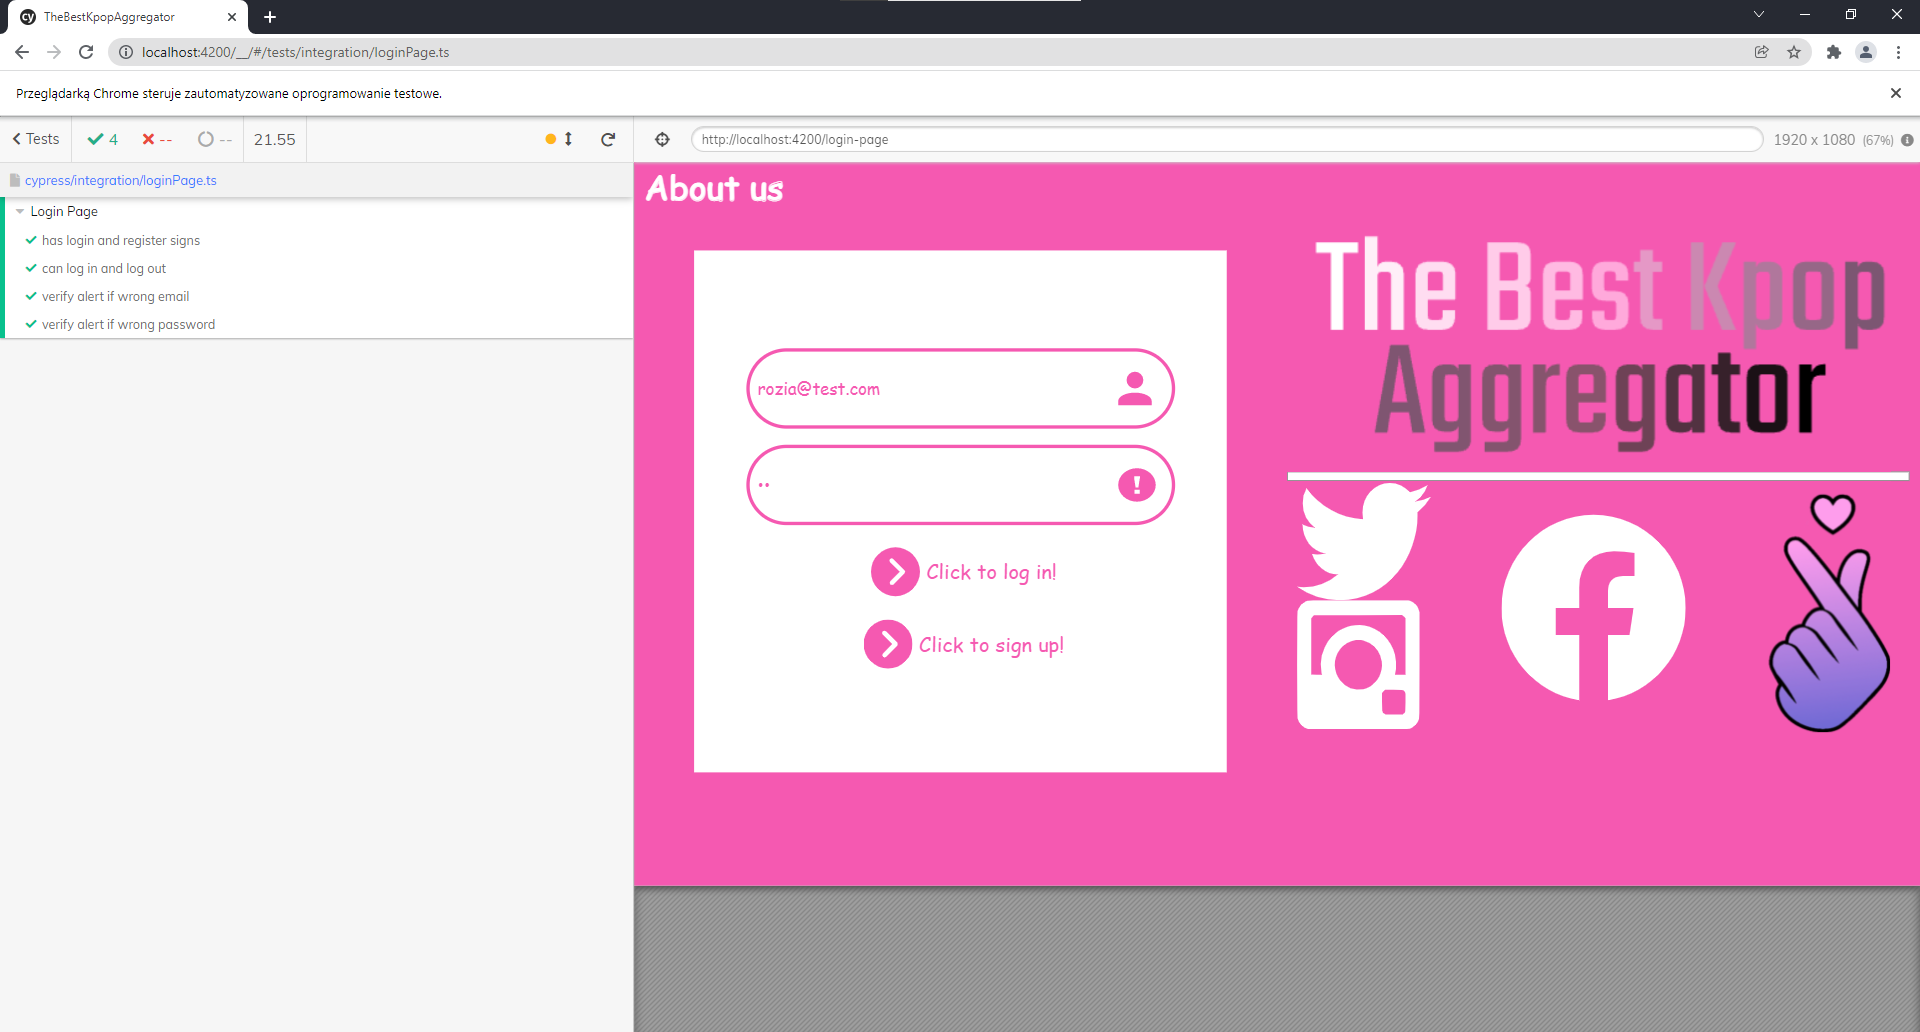 cy TheBestKpopAggregator
localhost:4200/__/#/tests/integration/loginPage.ts
Przeglądarką Chrome steruje zautomatyzowane oprogramowanie testowe.
Tests 4 -- -- 21.55 http://localhost:4200/login-page 1920 x 1080 (67%)
cypress/integration/loginPage.ts
Login Page
has login and register signs
can log in and log out
verify alert if wrong email
verify alert if wrong password
About us
rozia@test.com
••
Click to log in!
Click to sign up!
The Best Kpop
Aggregator